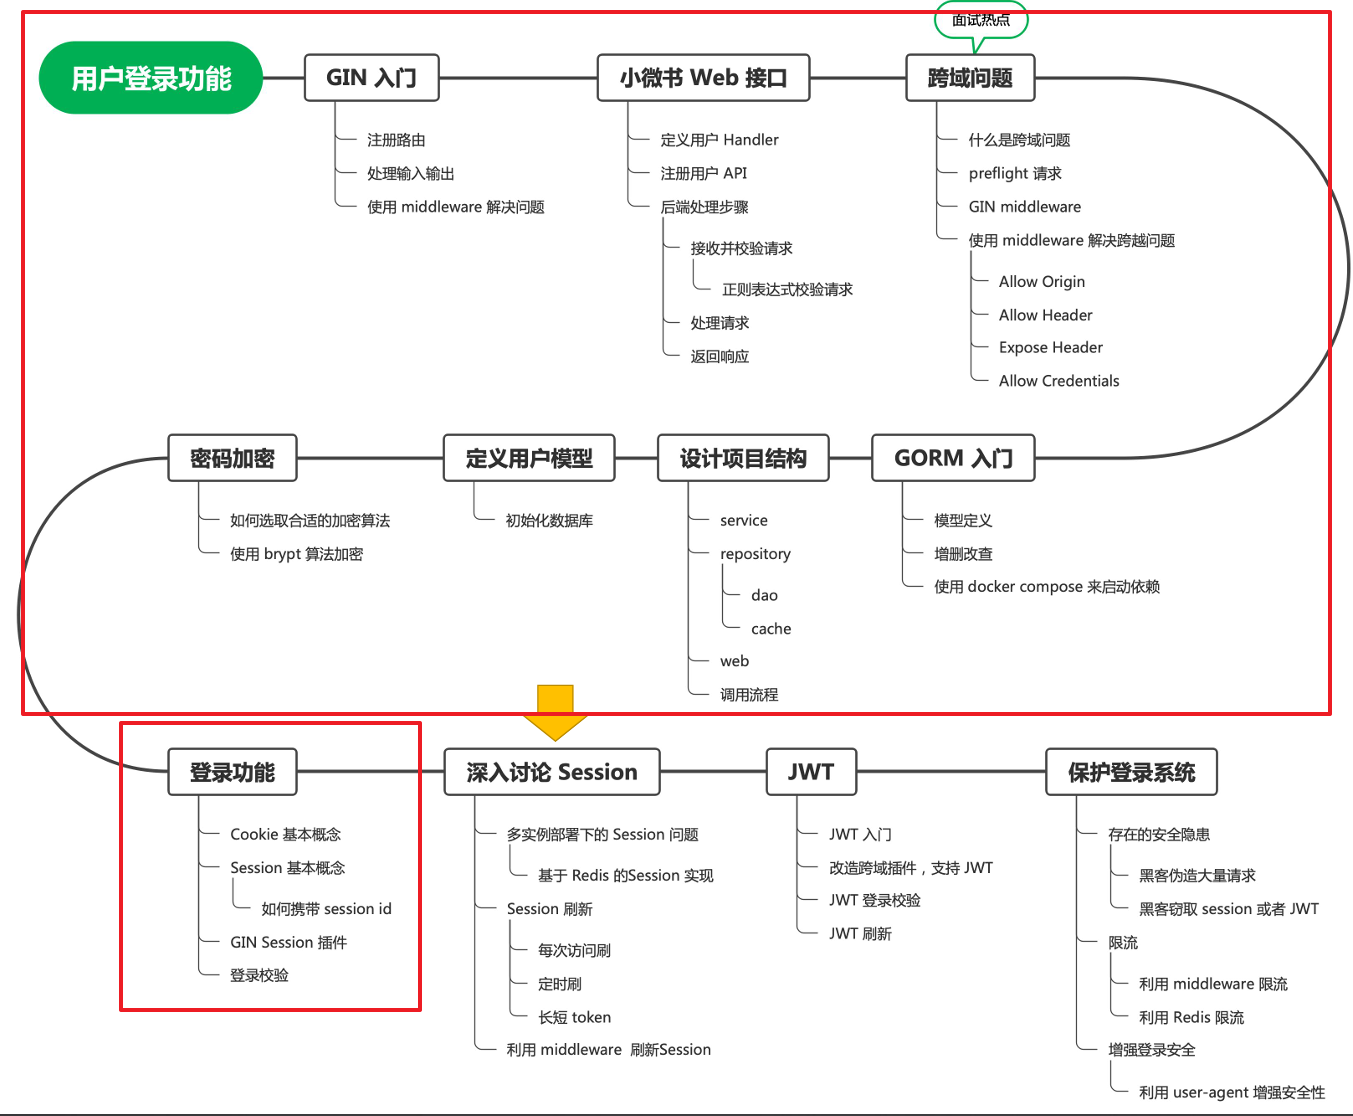 面试热点
用户登录功能
GIN 入门
注册路由
处理输入输出
使用 middleware 解决问题
小微书 Web 接口
定义用户 Handler
注册用户 API
后端处理步骤
接收并校验请求
正则表达式校验请求
处理请求
返回响应
跨域问题
什么是跨域问题
preflight 请求
GIN middleware
使用 middleware 解决跨越问题
Allow Origin
Allow Header
Expose Header
Allow Credentials
GORM 入门
模型定义
增删改查
使用 docker compose 来启动依赖
设计项目结构
service
repository
dao
cache
web
调用流程
定义用户模型
初始化数据库
密码加密
如何选取合适的加密算法
使用 brypt 算法加密
登录功能
Cookie 基本概念
Session 基本概念
如何携带 session id
GIN Session 插件
登录校验
深入讨论 Session
多实例部署下的 Session 问题
基于 Redis 的Session 实现
Session 刷新
每次访问刷
定时刷
长短 token
利用 middleware 刷新Session
JWT
JWT 入门
改造跨域插件，支持 JWT
JWT 登录校验
JWT 刷新
保护登录系统
存在的安全隐患
黑客伪造大量请求
黑客窃取 session 或者 JWT
限流
利用 middleware 限流
利用 Redis 限流
增强登录安全
利用 user-agent 增强安全性